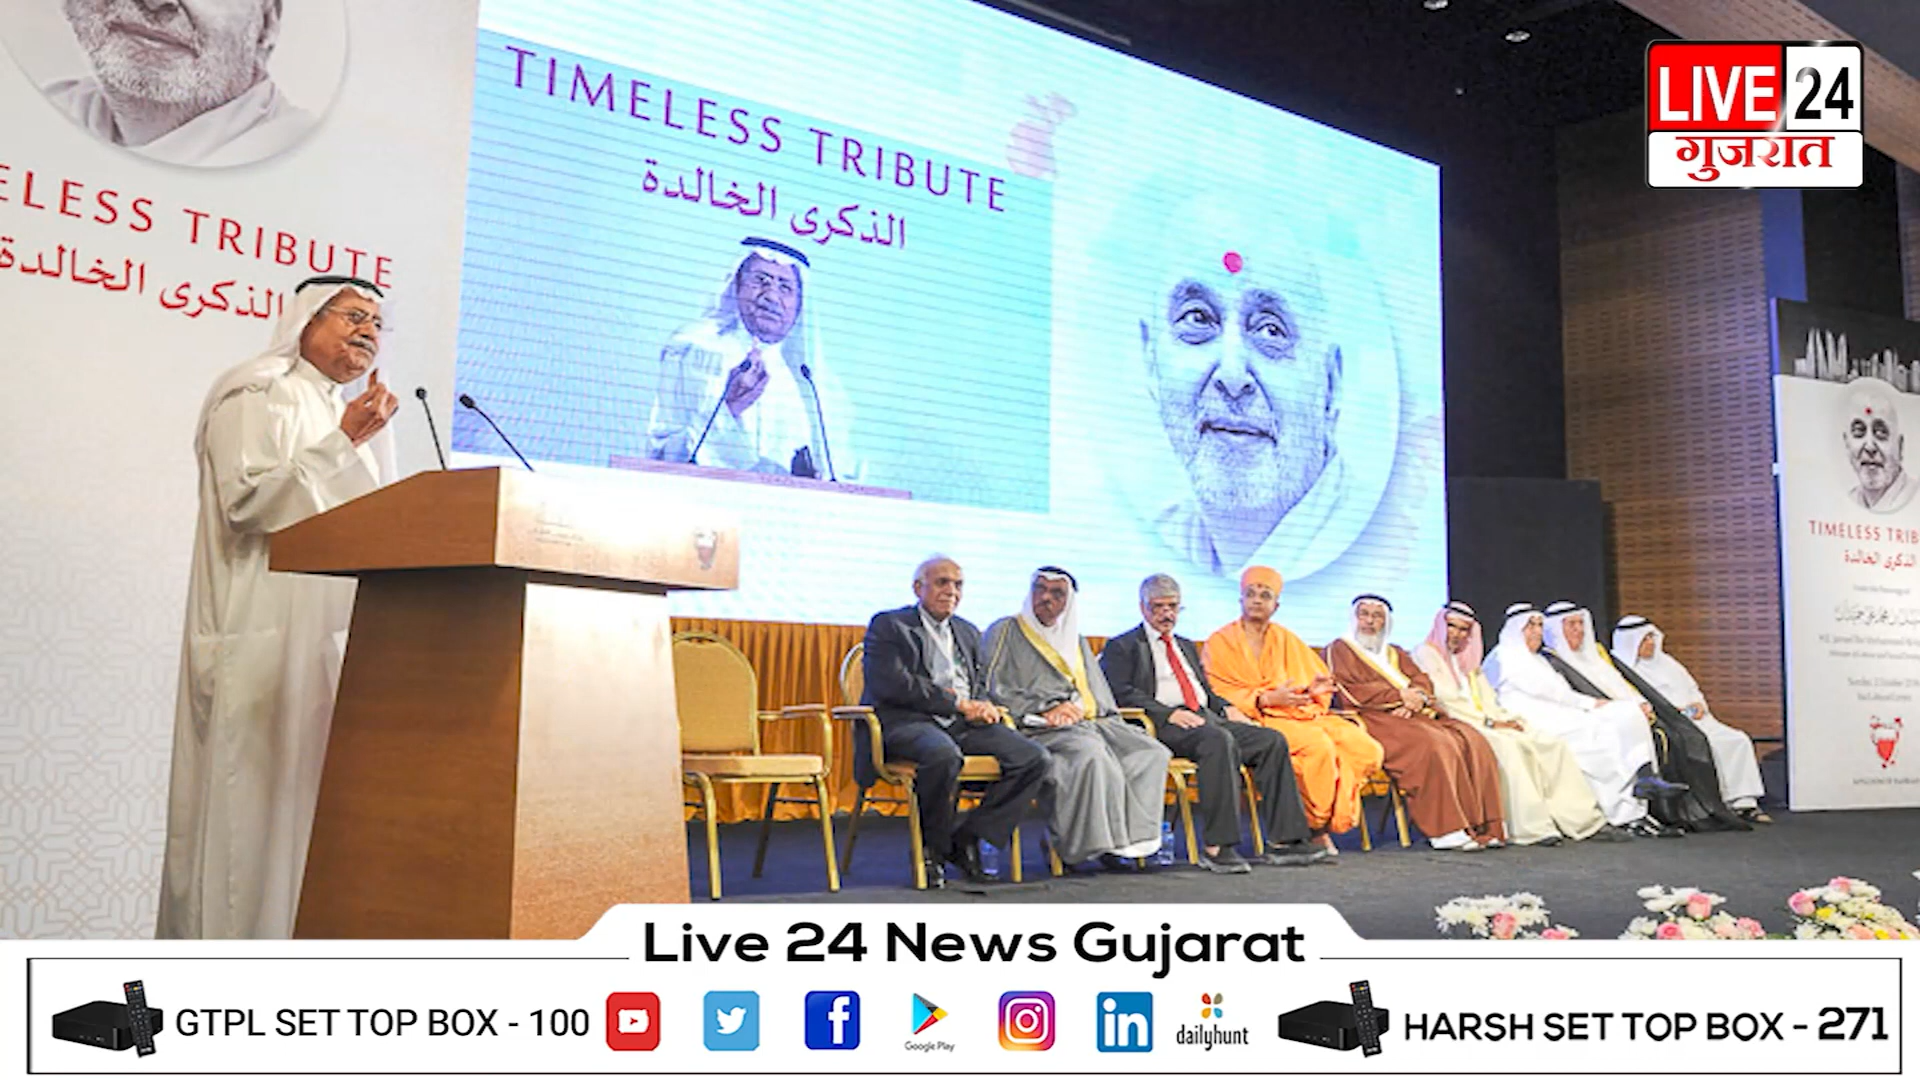 TIMELESS TRIBUTE
الذكرى الخالدة
LIVE 24
गुजरात
ELESS TRIBUTE
الذكرى الخالدة
TIMELESS TRIB
الذكرى الخالدة
Live 24 News Gujarat
GTPL SET TOP BOX - 100
Google Play
in
dailyhunt
HARSH SET TOP BOX - 271